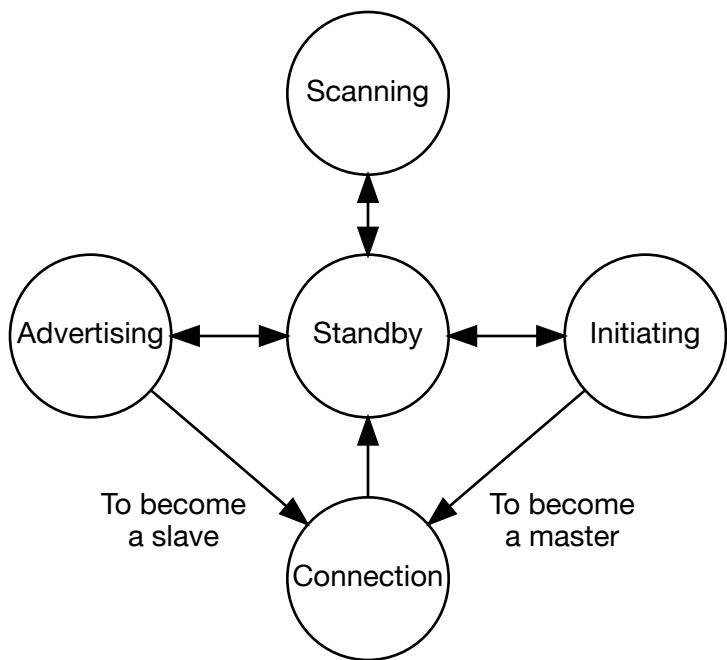 Scanning
Advertising
Standby
Initiating
To become
a slave
To become
a master
Connection